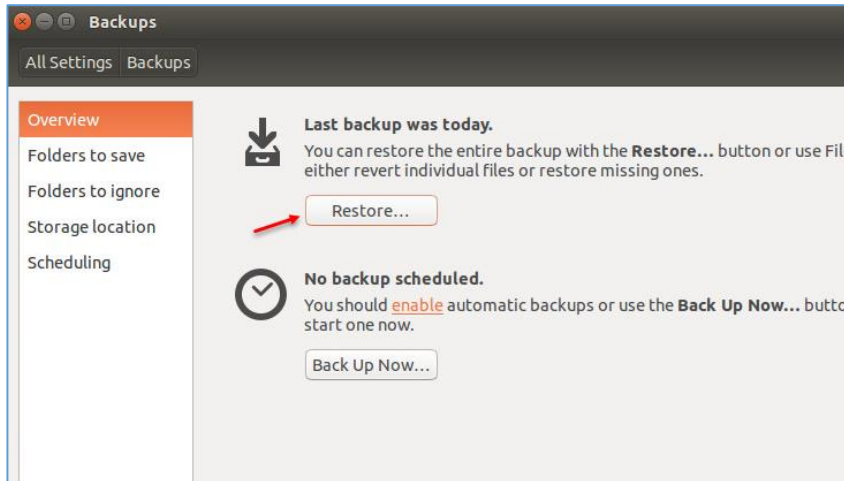 Backups
All Settings Backups
Overview
Folders to save
Folders to ignore
Storage location
Scheduling
Last backup was today.
You can restore the entire backup with the Restore... button or use Fil
either revert individual files or restore missing ones.
Restore...
No backup scheduled.
You should enable automatic backups or use the Back Up Now... butto
start one now.
Back Up Now...